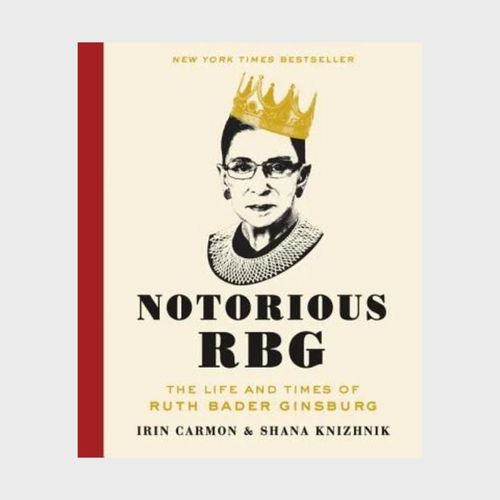 NEW YORK TIMES BESTSELLER
NOTORIOUS
RBG
THE LIFE AND TIMES OF
RUTH BADER GINSBURG
IRIN CARMON & SHANA KNIZHNIK